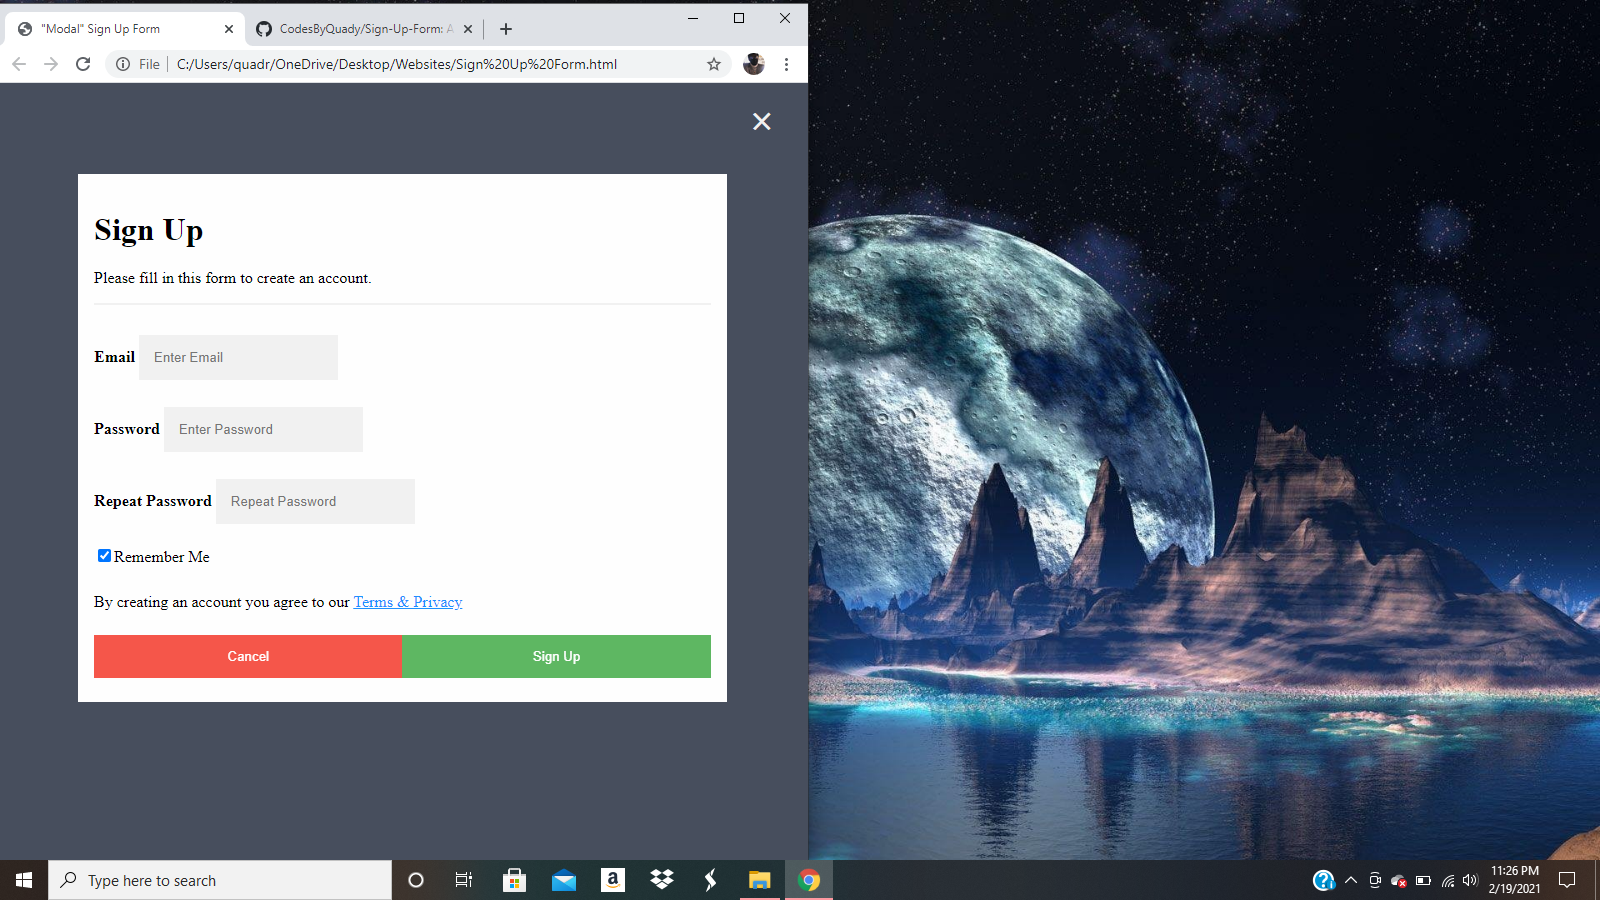 "Modal" Sign Up Form
CodesByQuady/Sign-Up-Form: A
File
C:/Users/quadr/OneDrive/Desktop/Websites/Sign%20Up%20Form.html
Sign Up
Please fill in this form to create an account.
Email Enter Email
Password Enter Password
Repeat Password Repeat Password
Remember Me
By creating an account you agree to our Terms & Privacy
Cancel Sign Up
Type here to search
11:26 PM
2/19/2021